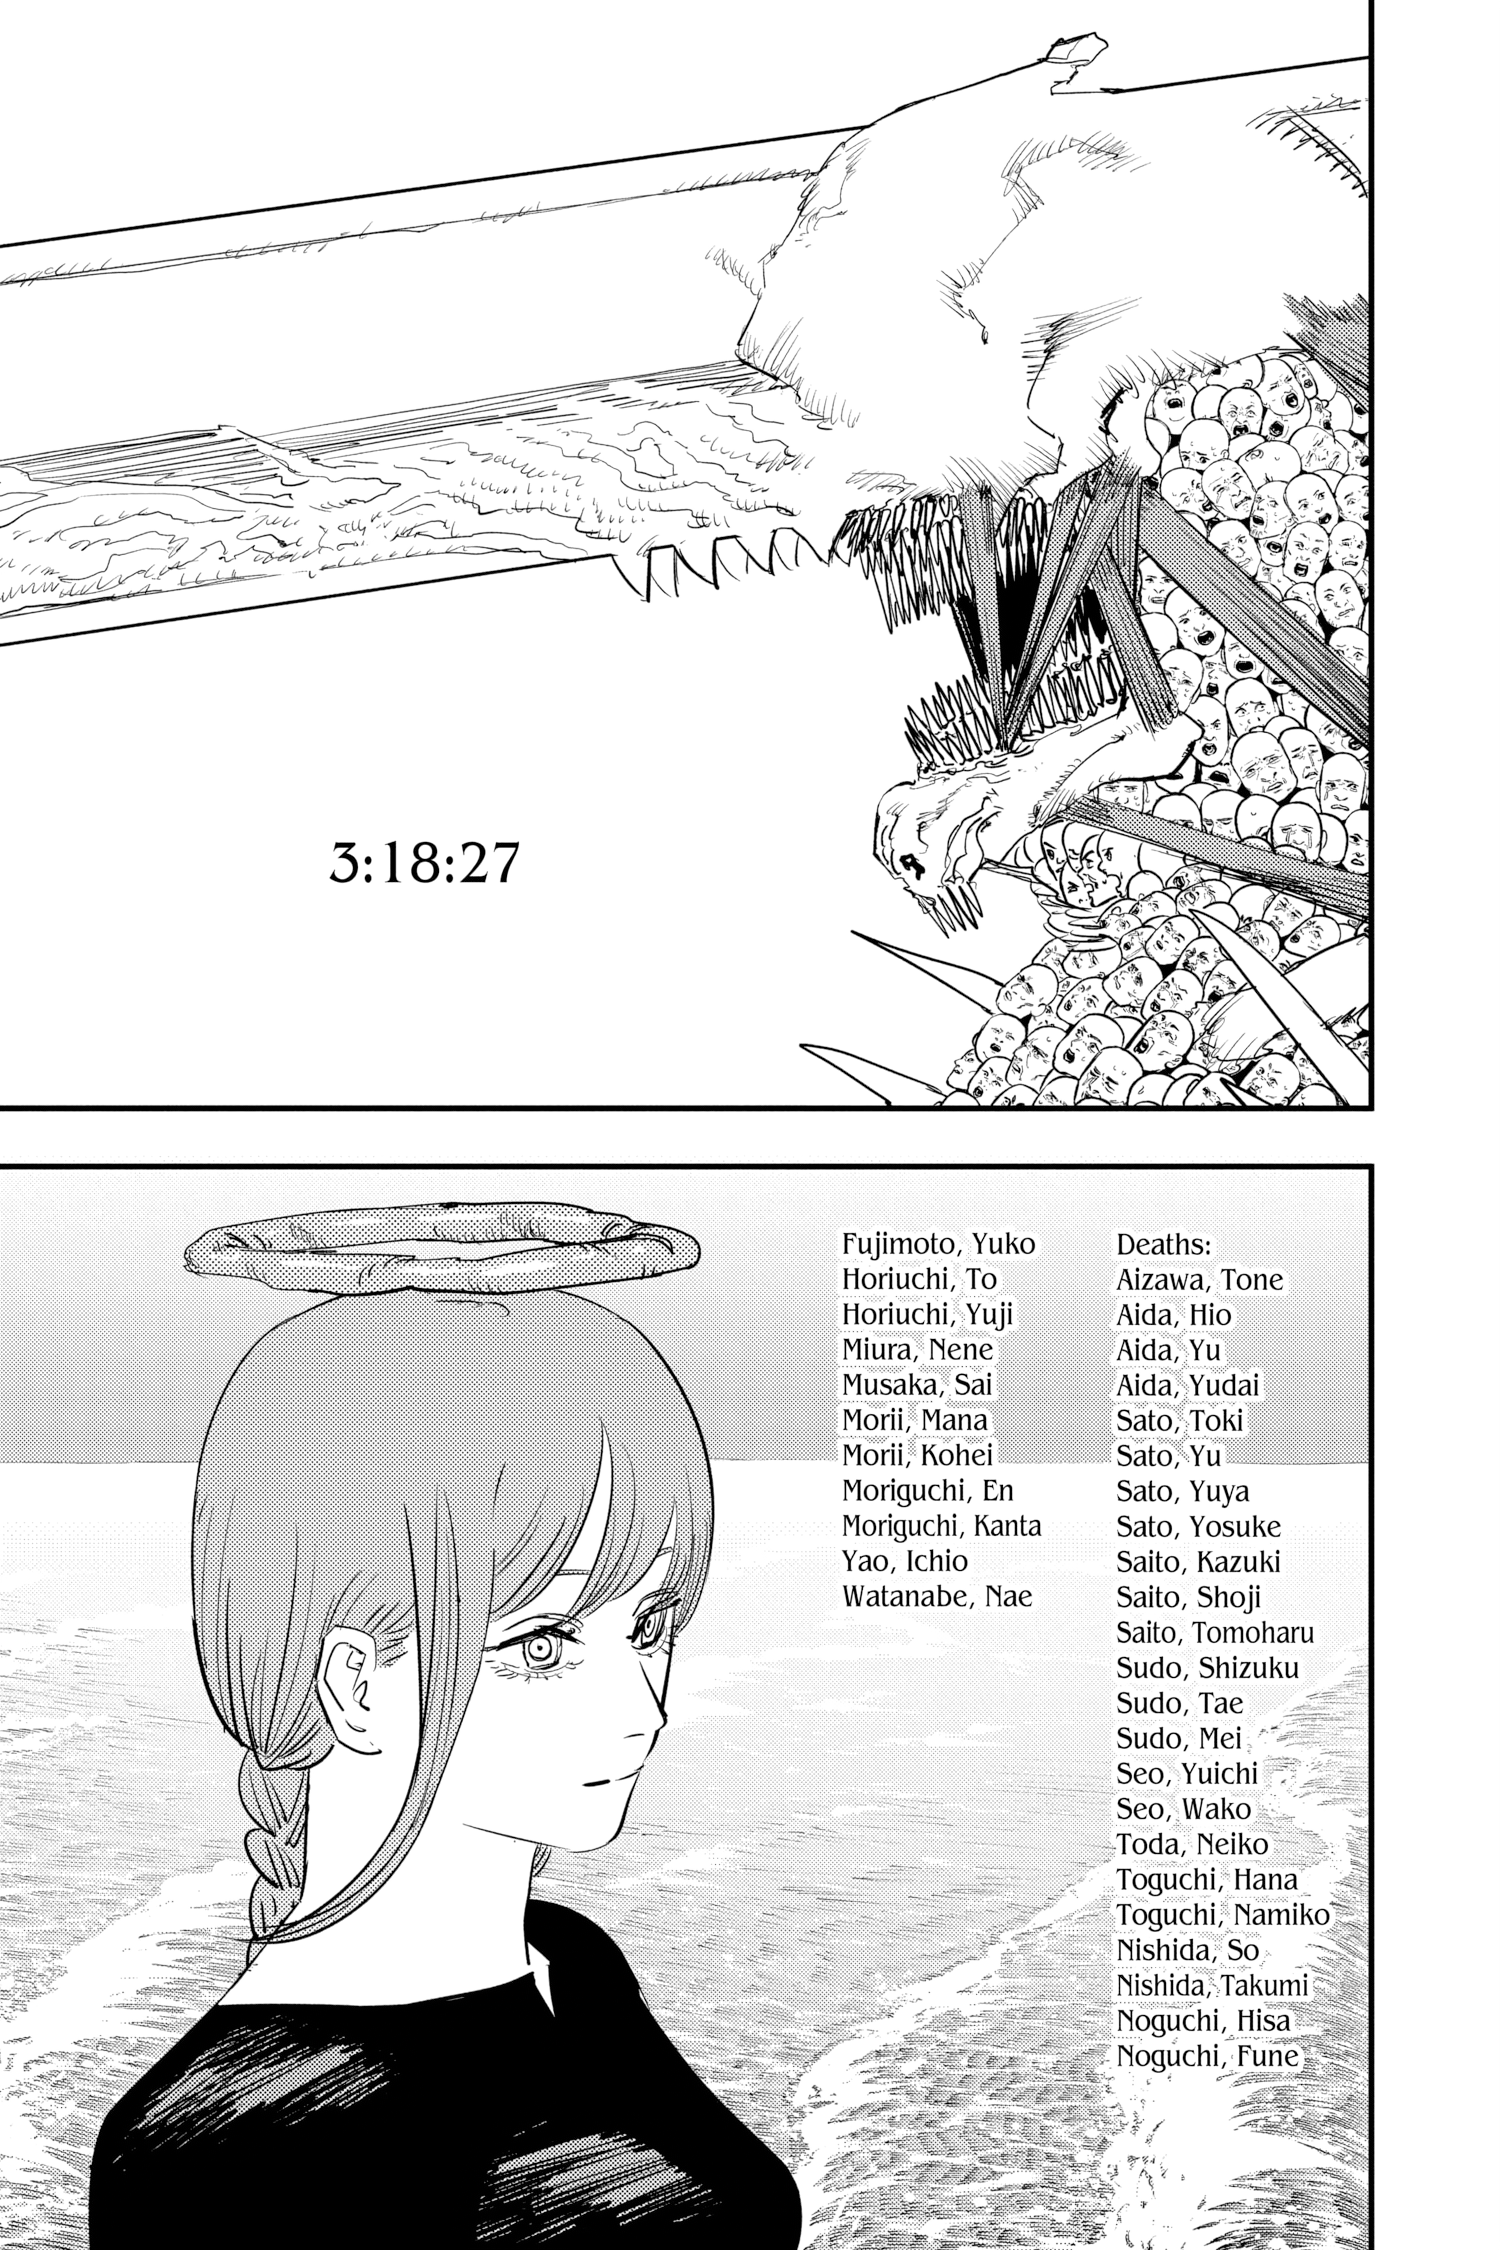 3:18:27
Deaths:
Aizawa, Tone
Aida, Hio
Aida, Yu
Aida, Yudai
Sato, Toki
Sato, Yu
Sato, Yuya
Sato, Yosuke
Saito, Kazuki
Saito, Shoji
Saito, Tomoharu
Sudo, Shizuku
Sudo, Tae
Sudo, Mei
Seo, Yuichi
Seo, Wako
Toda, Neiko
Toguchi, Hana
Toguchi, Namiko
Nishida, So
Nishida, Takumi
Noguchi, Hisa
Noguchi, Fune
Fujimoto, Yuko
Horiuchi, To
Horiuchi, Yuji
Miura, Nene
Musaka, Sai
Morii, Mana
Morii, Kohei
Moriguchi, En
Moriguchi, Kanta
Yao, Ichio
Watanabe, Nae